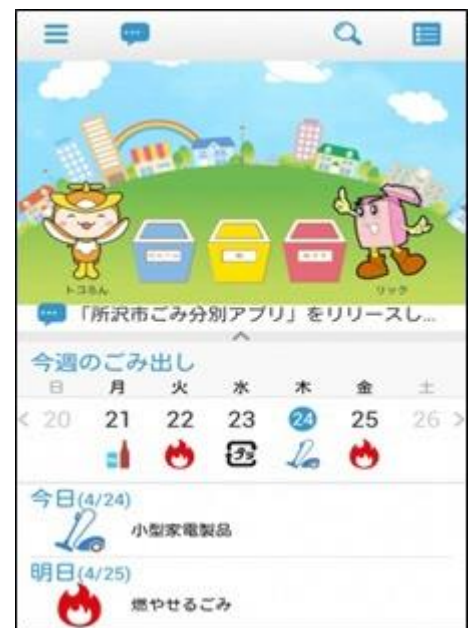 トコろん
リック
「所沢市ごみ分別アプリ」をリリースし...
今週のごみ出し
日 月 火 水 木 金 土
< 20 21 22 23 24 25 26 >
プラ
今日(4/24)
小型家電製品
明日(4/25)
燃やせるごみ